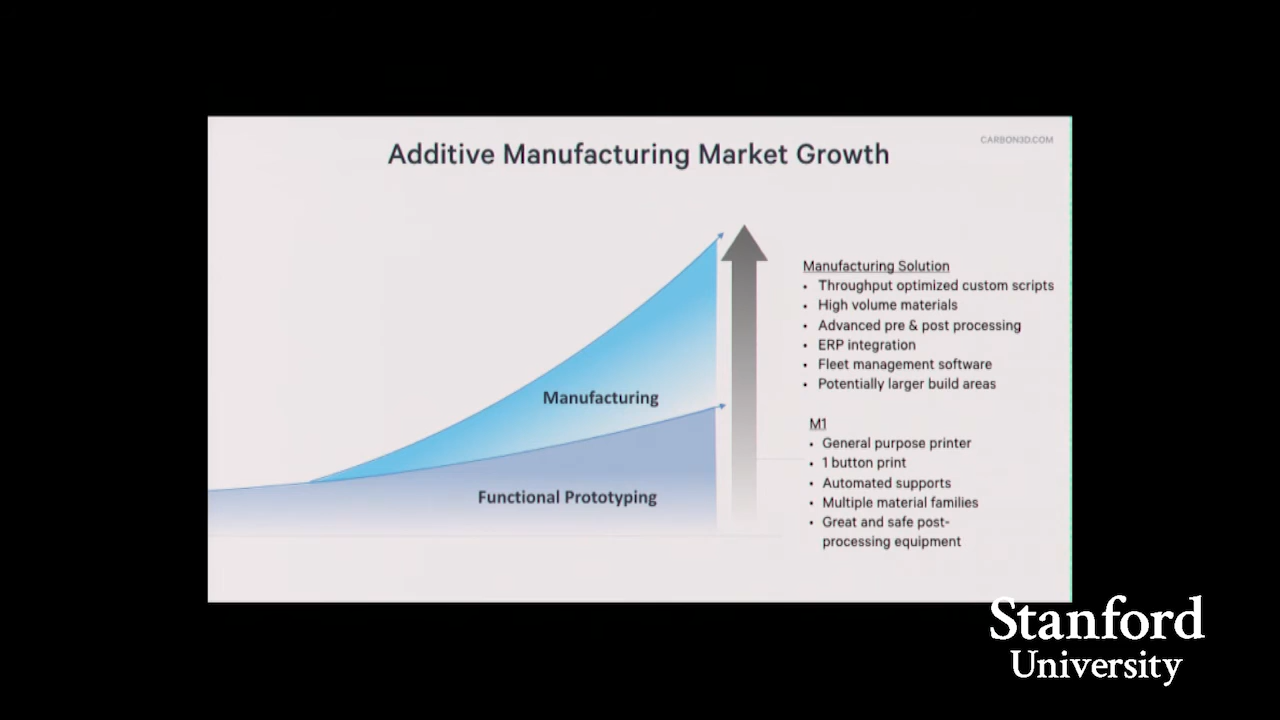 Additive Manufacturing Market Growth
CARBON3D.COM
Manufacturing
Functional Prototyping
Manufacturing Solution
• Throughput optimized custom scripts
• High volume materials
• Advanced pre & post processing
• ERP integration
• Fleet management software
• Potentially larger build areas
M1
• General purpose printer
• 1 button print
• Automated supports
• Multiple material families
• Great and safe post-
processing equipment
Stanford
University